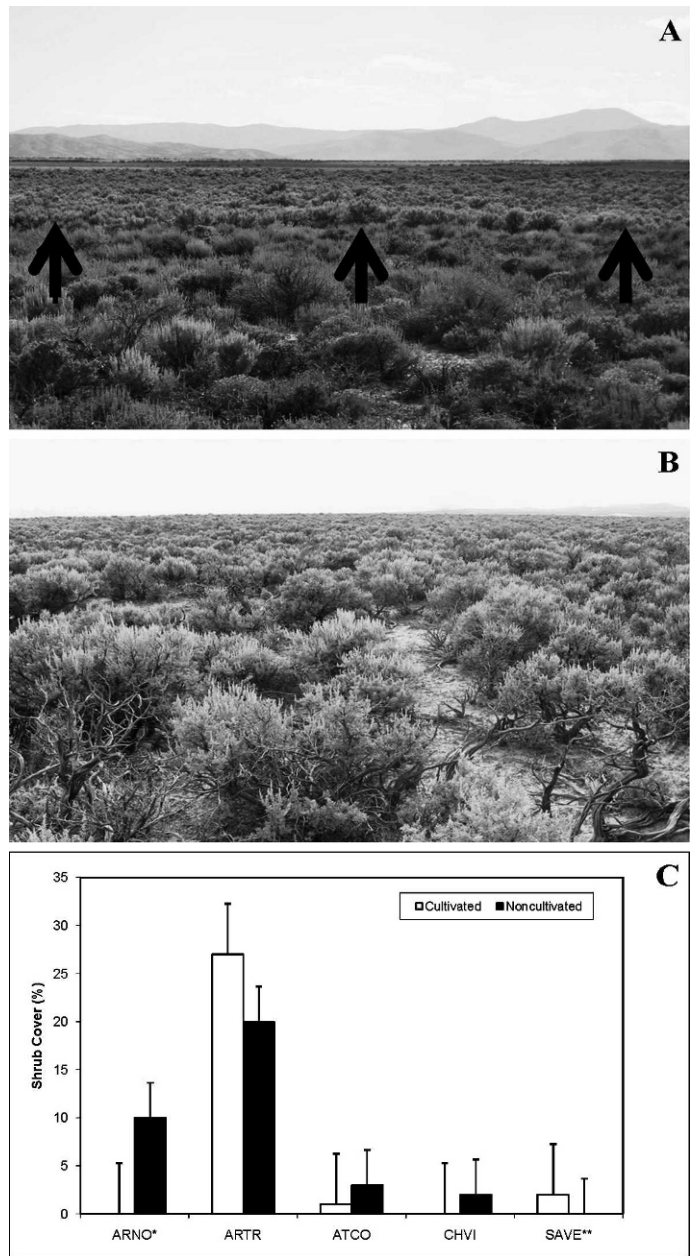 A
B
C
35
30
25
20
15
10
5
0
Shrub Cover (%)
Cultivated Noncultivated
ARNO* ARTR ATCO CHVI SAVE**